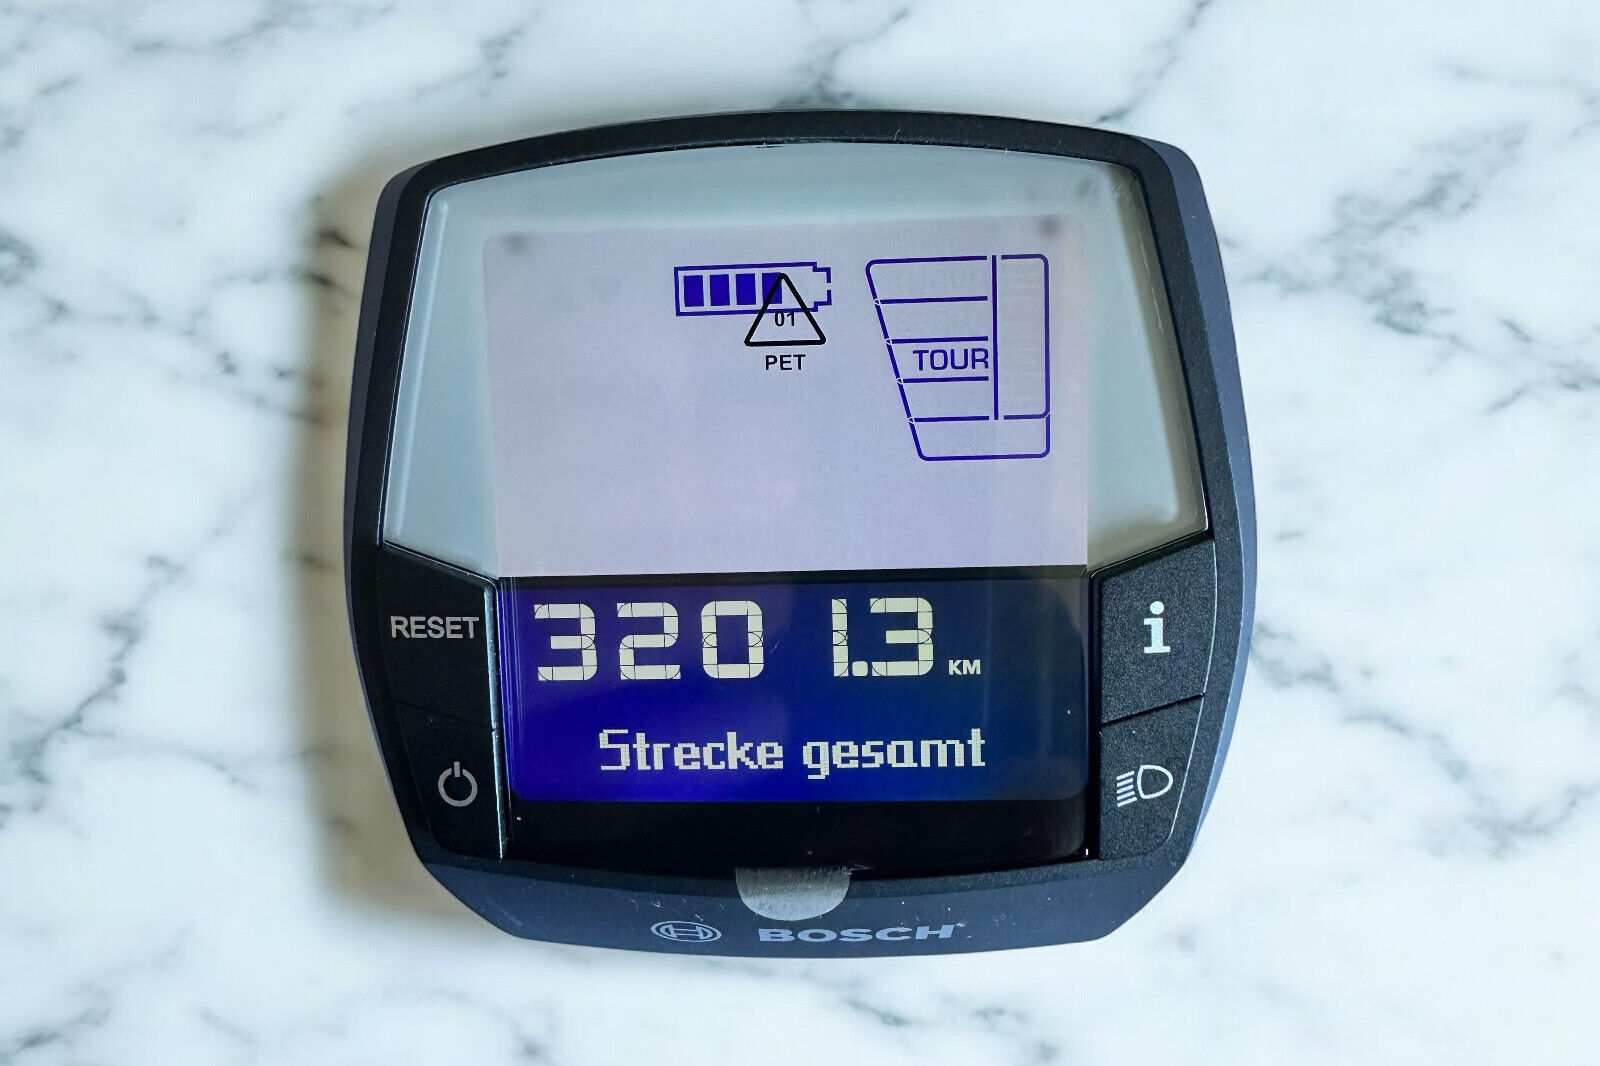 01
PET
TOUR
RESET
3201.3 KM
i
Strecke gesamt
BOSCH